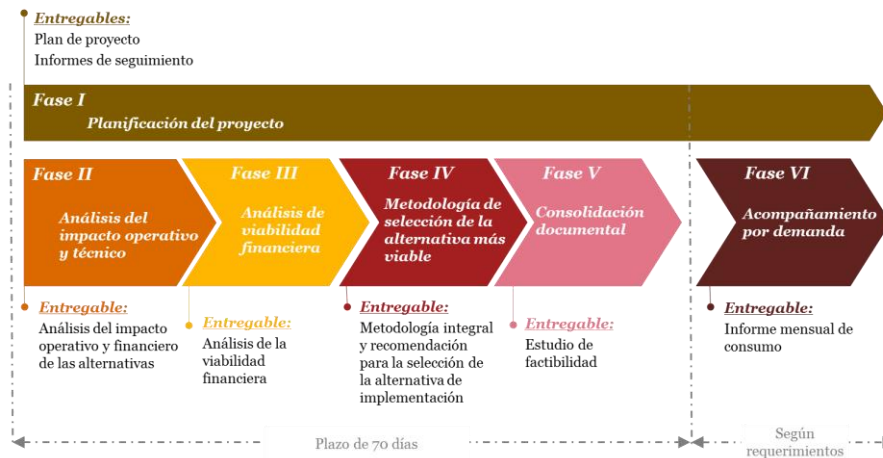 Entregables:
Plan de proyecto
Informes de seguimiento
Fase I
Planificación del proyecto
Fase II
Análisis del
impacto operativo
y técnico
Fase III
Análisis de
viabilidad
financiera
Fase IV
Metodología de
selección de la
alternativa más
viable
Fase V
Consolidación
documental
Fase VI
Acompañamiento
por demanda
Entregable:
Análisis del impacto
operativo y financiero
de las alternativas
Entregable:
Análisis de la
viabilidad
financiera
Entregable:
Metodología integral
y recomendación
para la selección de
la alternativa de
implementación
Entregable:
Estudio de
factibilidad
Entregable:
Informe mensual de
consumo
Plazo de 70 días
Según
requerimientos